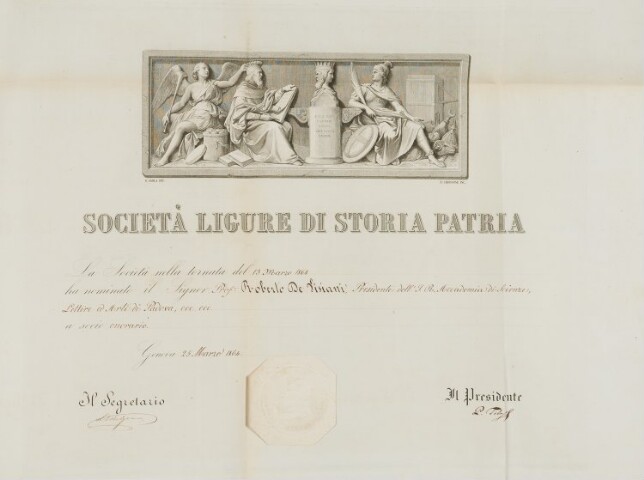 SOCIETÀ LIGURE DI STORIA PATRIA
La Società nella tornata del 13 Marzo 1864
ha nominato il Signor Prof. Roberto De Visiani Presidente dell' I. R. Accademia di Scienze,
Lettere ed Arti di Padova, ecc. ecc.
a socio onorario.
Genova 25 Marzo 1864
Il Segretario
Il Presidente